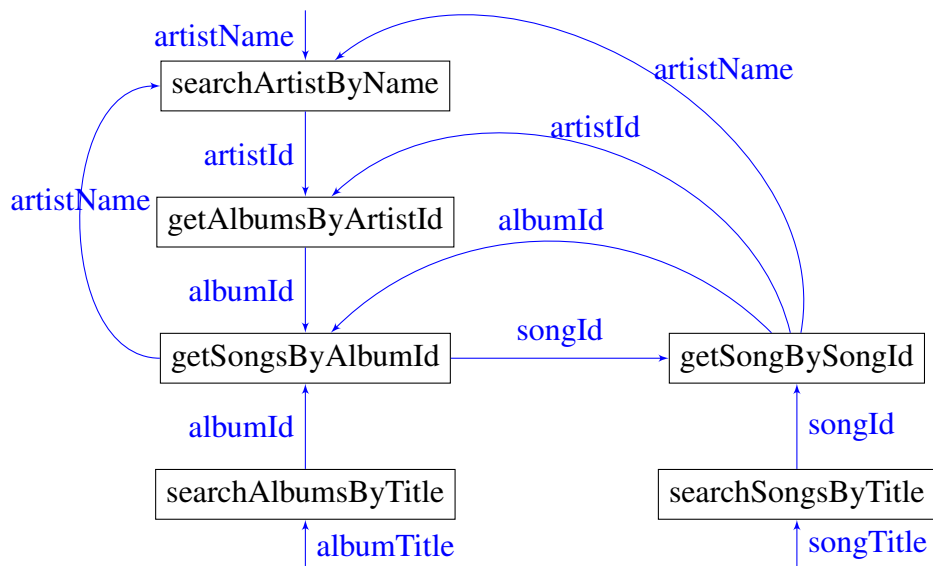 artistName
searchArtistByName
artistName
artistId
artistId
artistName
getAlbumsByArtistId
albumId
albumId
songId
getSongsByAlbumId
getSongBySongId
albumId
songId
searchAlbumsByTitle
searchSongsByTitle
albumTitle
songTitle